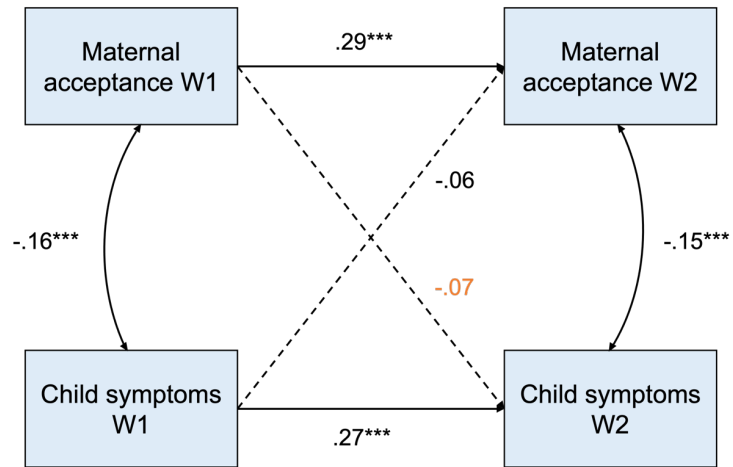 Maternal
acceptance W1
.29***
Maternal
acceptance W2
-.06
-.16***
-.15***
-.07
Child symptoms
W1
.27***
Child symptoms
W2